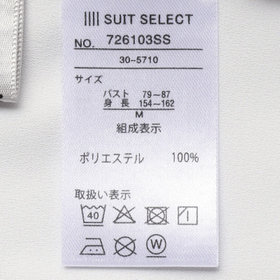 SUIT SELECT
NO. 726103SS
30-5710
サイズ
バスト 79~87
身 長 154~162
M
組成表示
ポリエステル 100%
取扱い表示
40
W